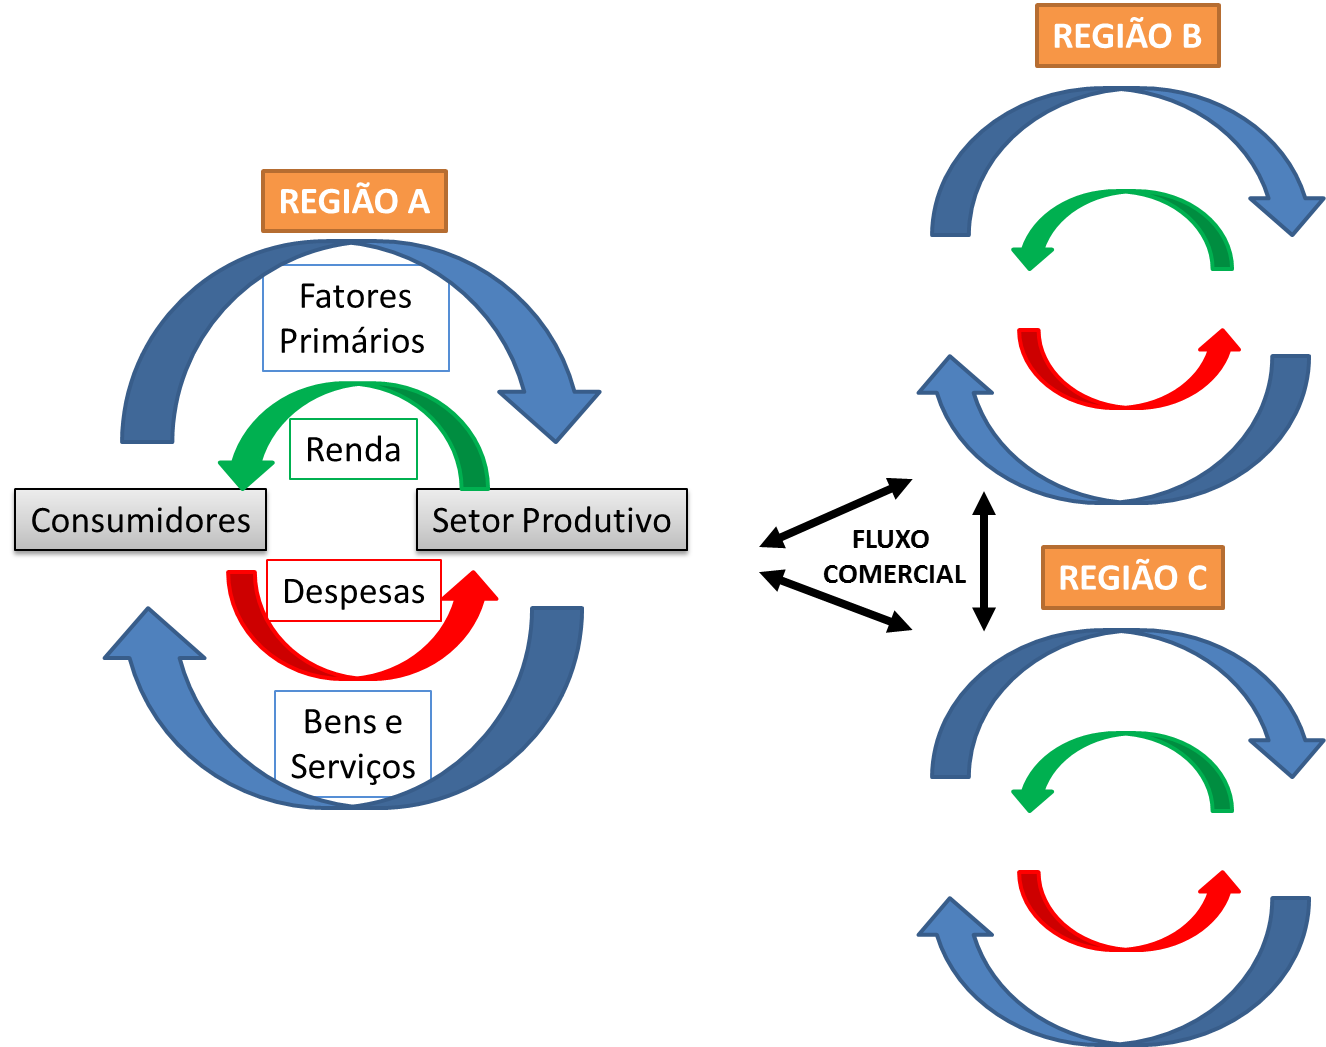 REGIÃO A
Fatores
Primários
Renda
Consumidores
Setor Produtivo
Despesas
Bens e
Serviços
FLUXO
COMERCIAL
REGIÃO B
REGIÃO C